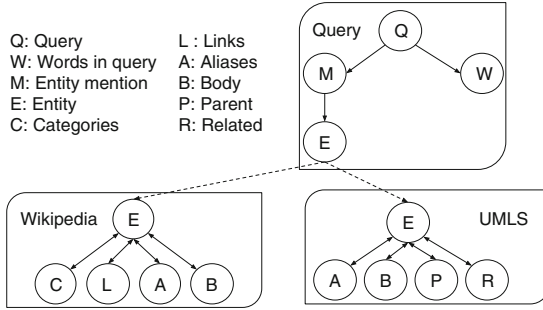 Q: Query
W: Words in query
M: Entity mention
E: Entity
C: Categories
L : Links
A: Aliases
B: Body
P: Parent
R: Related
Query
Q
M
W
E
Wikipedia
E
C L A B
UMLS
E
A B P R